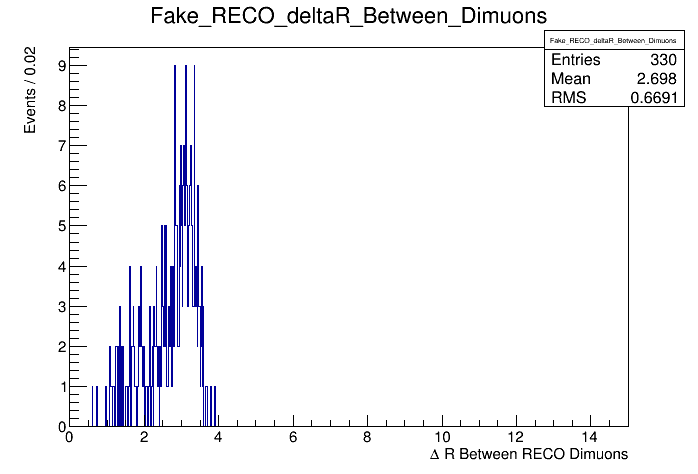 Fake_RECO_deltaR_Between_Dimuons
Fake_RECO_deltaR_Between_Dimuons
Entries 330
Mean 2.698
RMS 0.6691
Events / 0.02
9
8
7
6
5
4
3
2
1
0
0 2 4 6 8 10 12 14
Δ R Between RECO Dimuons